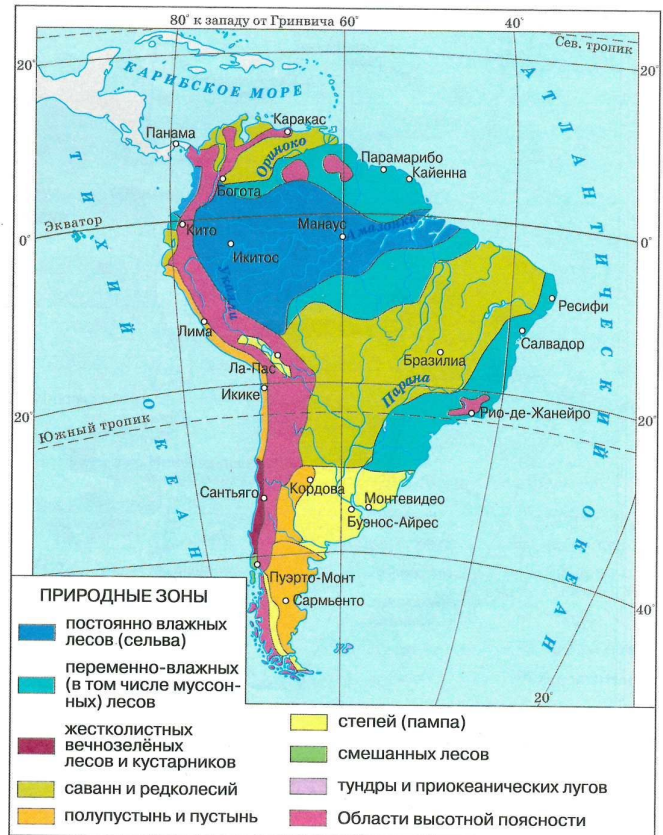 80° к западу от Гринвича 60° 40°
Сев. тропик
20° 20°
КАРИБСКОЕ МОРЕ
АТЛАНТИЧЕСКИЙ ОКЕАН
ТИХИЙ ОКЕАН
Панама
Каракас
Ориноко
Парамарибо
Кайенна
Богота
Экватор
0° 0°
Кито
Манаус
Амазонка
Икитос
Укаяли
Ресифи
Лима
Салвадор
Ла-Пас
Бразилиа
Икике
Парана
20° 20°
Рио-де-Жанейро
Южный тропик
Сантьяго
Кордова
Монтевидео
Буэнос-Айрес
Пуэрто-Монт
Сармьенто
40°
20°
ПРИРОДНЫЕ ЗОНЫ
постоянно влажных
лесов (сельва)
переменно-влажных
(в том числе муссон-
ных) лесов
жестколистных
вечнозелёных
лесов и кустарников
саванн и редколесий
полупустынь и пустынь
степей (пампа)
смешанных лесов
тундры и приокеанических лугов
Области высотной поясности